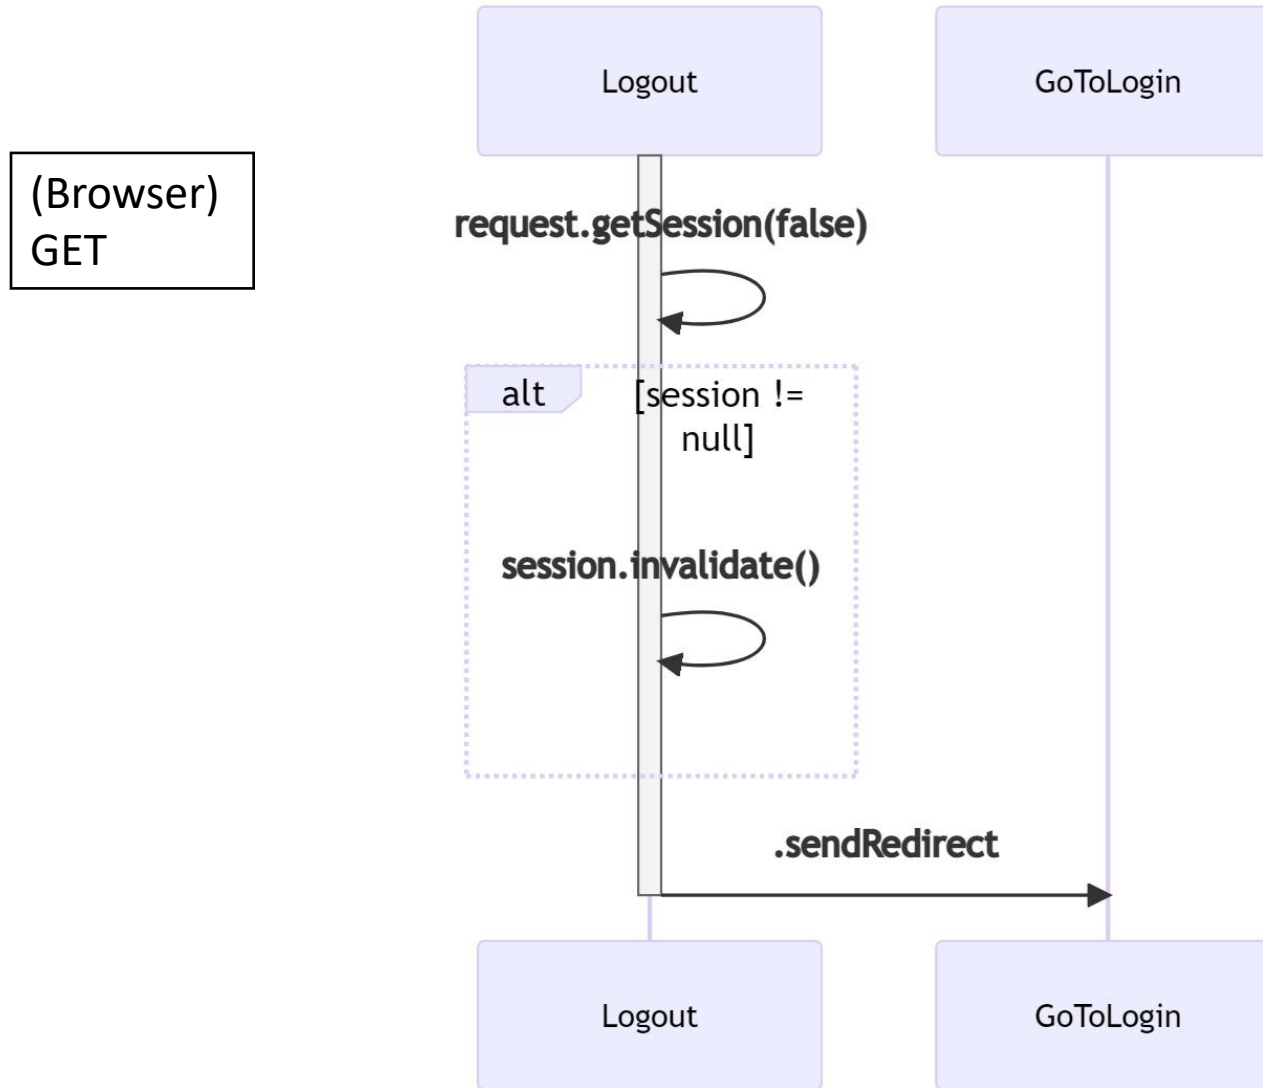 Logout
GoToLogin
(Browser)
GET
request.getSession(false)
alt
[session !=
null]
session.invalidate()
.sendRedirect
Logout
GoToLogin